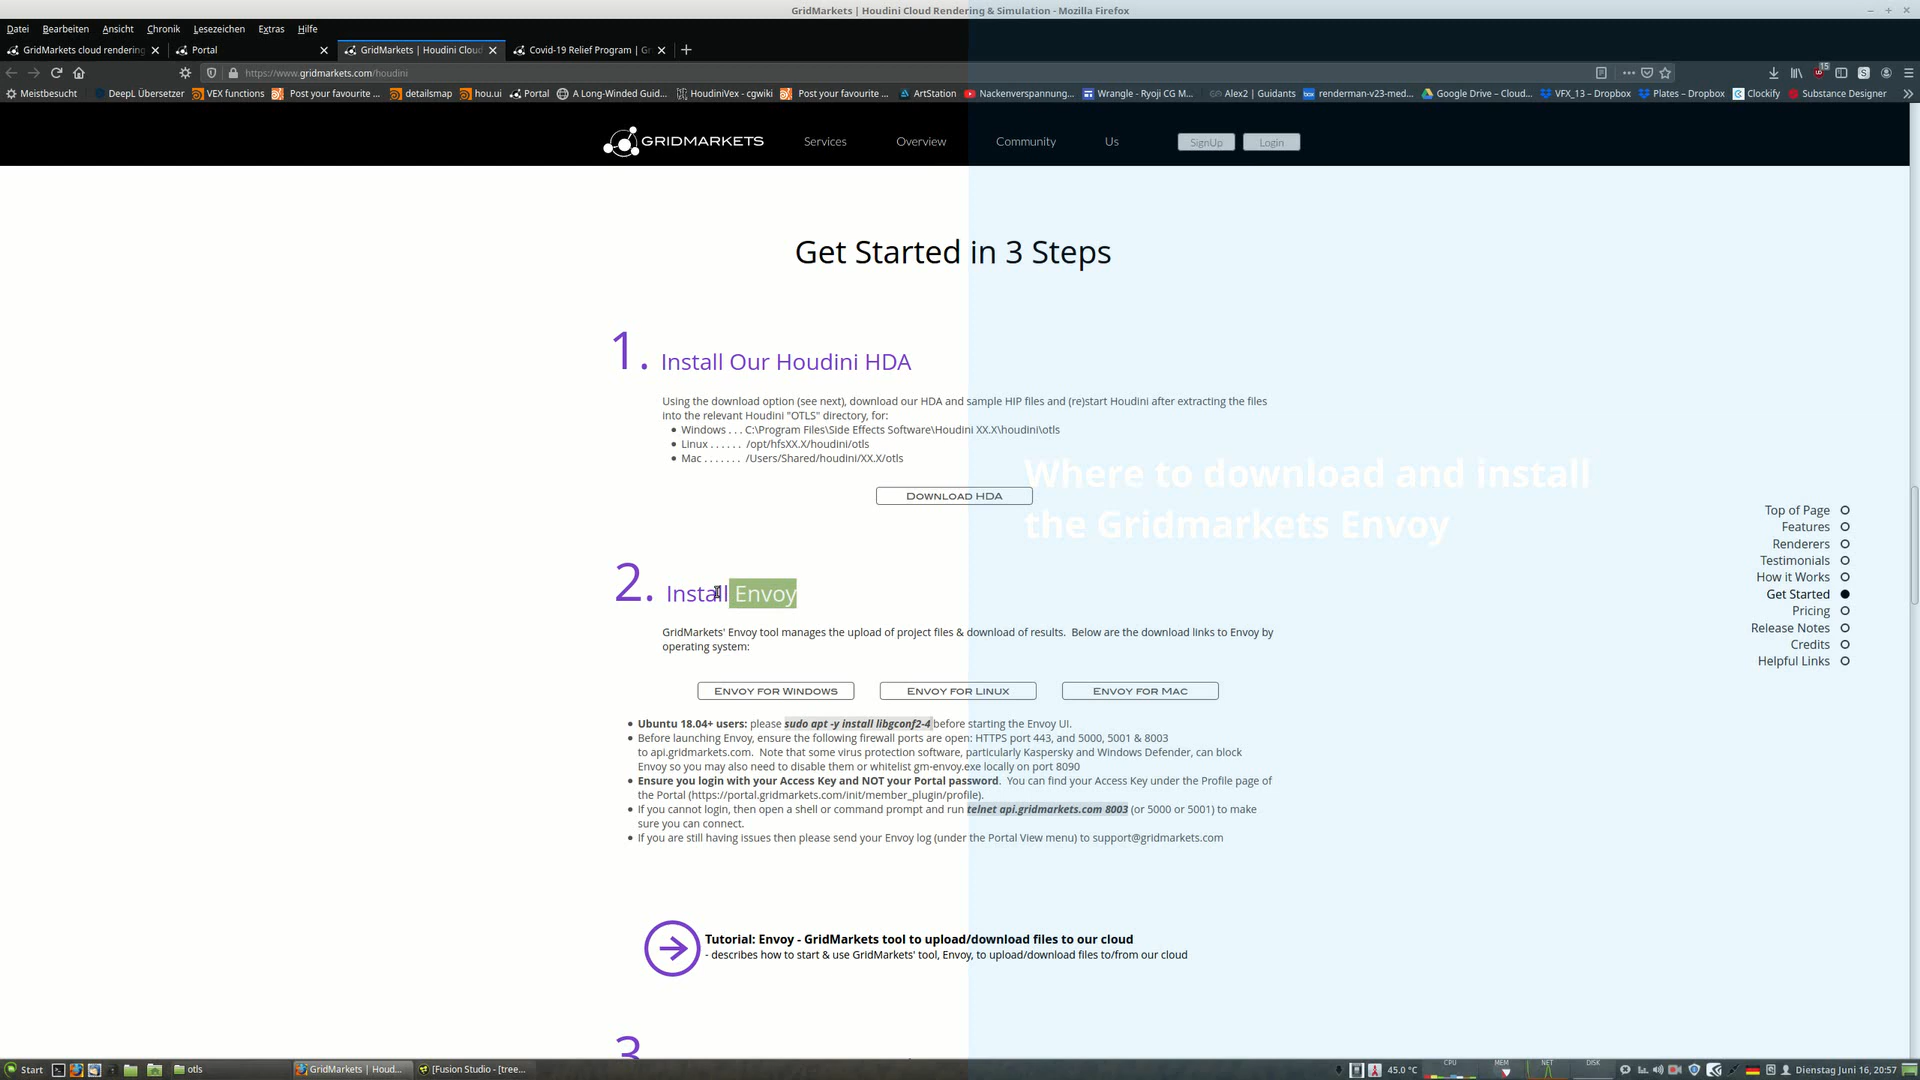 GridMarkets | Houdini Cloud Rendering & Simulation - Mozilla Firefox
Datei Bearbeiten Ansicht Chronik Lesezeichen Extras Hilfe
GridMarkets cloud rendering Portal GridMarkets | Houdini Cloud Covid-19 Relief Program | Gr
https://www.gridmarkets.com/houdini
15
Meistbesucht DeepL Übersetzer VEX functions Post your favourite ... detailsmap hou.ui Portal A Long-Winded Guid... HoudiniVex - cgwiki Post your favourite ... ArtStation Nackenverspannung... Wrangle - Ryoji CG M... Alex2 | Guidants renderman-v23-med... Google Drive – Cloud... VFX_13 – Dropbox Plates – Dropbox Clockify Substance Designer
GRIDMARKETS Services Overview Community Us SignUp Login
Get Started in 3 Steps
1. Install Our Houdini HDA
Using the download option (see next), download our HDA and sample HIP files and (re)start Houdini after extracting the files
into the relevant Houdini "OTLS" directory, for:
Windows . . . C:\Program Files\Side Effects Software\Houdini XX.X\houdini\otls
Linux . . . . . . /opt/hfsXX.X/houdini/otls
Mac . . . . . . . /Users/Shared/houdini/XX.X/otls
DOWNLOAD HDA
Where to download and install
the Gridmarkets Envoy
Top of Page
Features
Renderers
Testimonials
How it Works
Get Started
Pricing
Release Notes
Credits
Helpful Links
2. Install Envoy
GridMarkets' Envoy tool manages the upload of project files & download of results. Below are the download links to Envoy by
operating system:
ENVOY FOR WINDOWS ENVOY FOR LINUX ENVOY FOR MAC
Ubuntu 18.04+ users: please sudo apt -y install libgconf2-4 before starting the Envoy UI.
Before launching Envoy, ensure the following firewall ports are open: HTTPS port 443, and 5000, 5001 & 8003
to api.gridmarkets.com. Note that some virus protection software, particularly Kaspersky and Windows Defender, can block
Envoy so you may also need to disable them or whitelist gm-envoy.exe locally on port 8090
Ensure you login with your Access Key and NOT your Portal password. You can find your Access Key under the Profile page of
the Portal (https://portal.gridmarkets.com/init/member_plugin/profile).
If you cannot login, then open a shell or command prompt and run telnet api.gridmarkets.com 8003 (or 5000 or 5001) to make
sure you can connect.
If you are still having issues then please send your Envoy log (under the Portal View menu) to support@gridmarkets.com
Tutorial: Envoy - GridMarkets tool to upload/download files to our cloud
- describes how to start & use GridMarkets' tool, Envoy, to upload/download files to/from our cloud
3
Start otls GridMarkets | Houd... [Fusion Studio - [tree... 45.0 °C CPU MEM NET DISK Dienstag Juni 16, 20:57